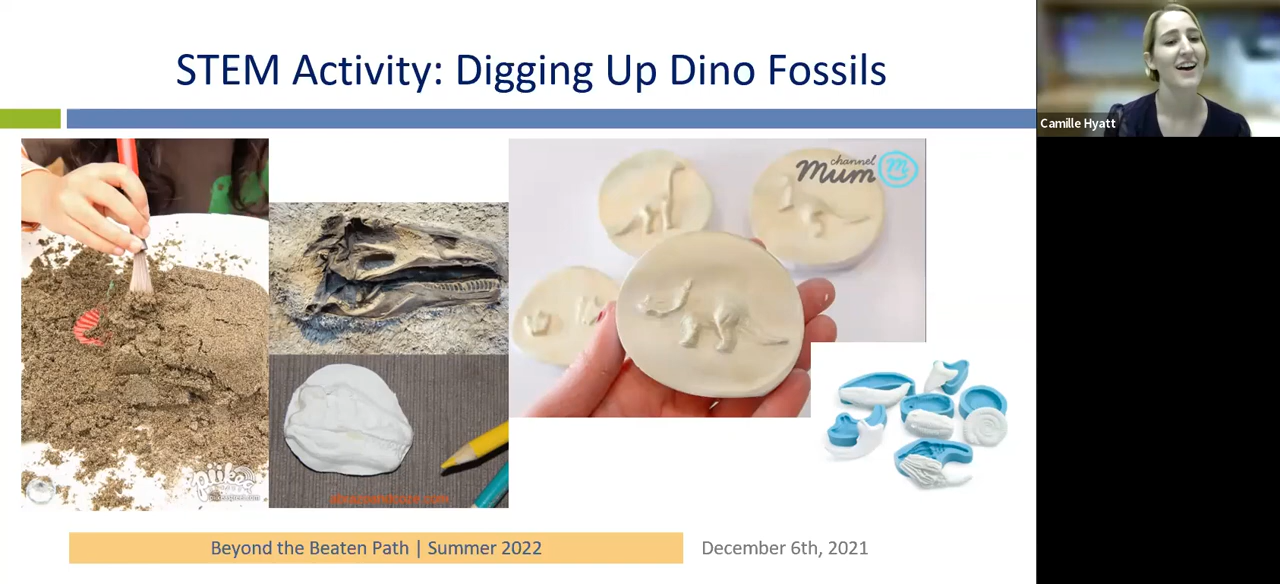 STEM Activity: Digging Up Dino Fossils
Camille Hyatt
channel
mum
m
Beyond the Beaten Path | Summer 2022
December 6th, 2021